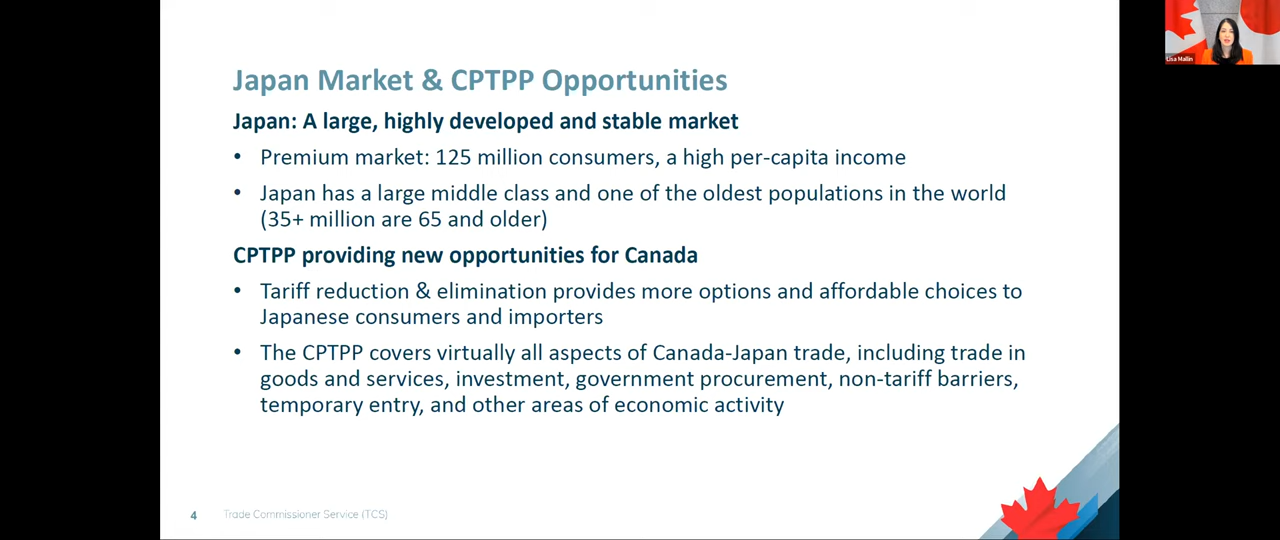 Japan Market & CPTPP Opportunities
Japan: A large, highly developed and stable market
• Premium market: 125 million consumers, a high per-capita income
• Japan has a large middle class and one of the oldest populations in the world
(35+ million are 65 and older)
CPTPP providing new opportunities for Canada
• Tariff reduction & elimination provides more options and affordable choices to
Japanese consumers and importers
• The CPTPP covers virtually all aspects of Canada-Japan trade, including trade in
goods and services, investment, government procurement, non-tariff barriers,
temporary entry, and other areas of economic activity
4 Trade Commissioner Service (TCS)
Lisa Mallin